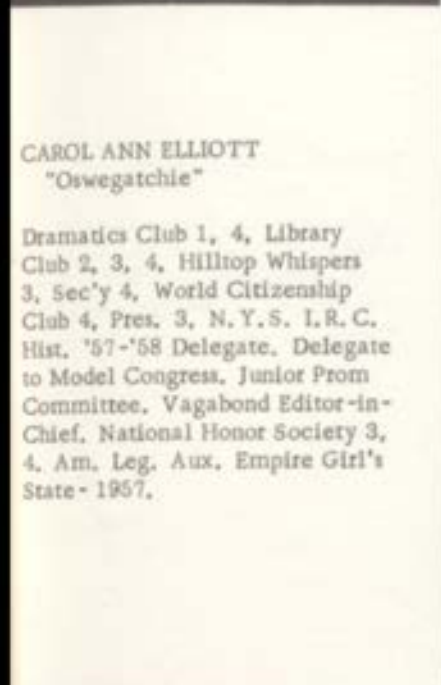 CAROL ANN ELLIOTT
"Oswegatchie"
Dramatics Club 1, 4, Library
Club 2, 3, 4, Hilltop Whispers
3, Sec'y 4, World Citizenship
Club 4, Pres. 3, N.Y.S. I.R.C.
Hist. '57-'58 Delegate. Delegate
to Model Congress. Junior Prom
Committee. Vagabond Editor-in-
Chief. National Honor Society 3,
4. Am. Leg. Aux. Empire Girl's
State - 1957.